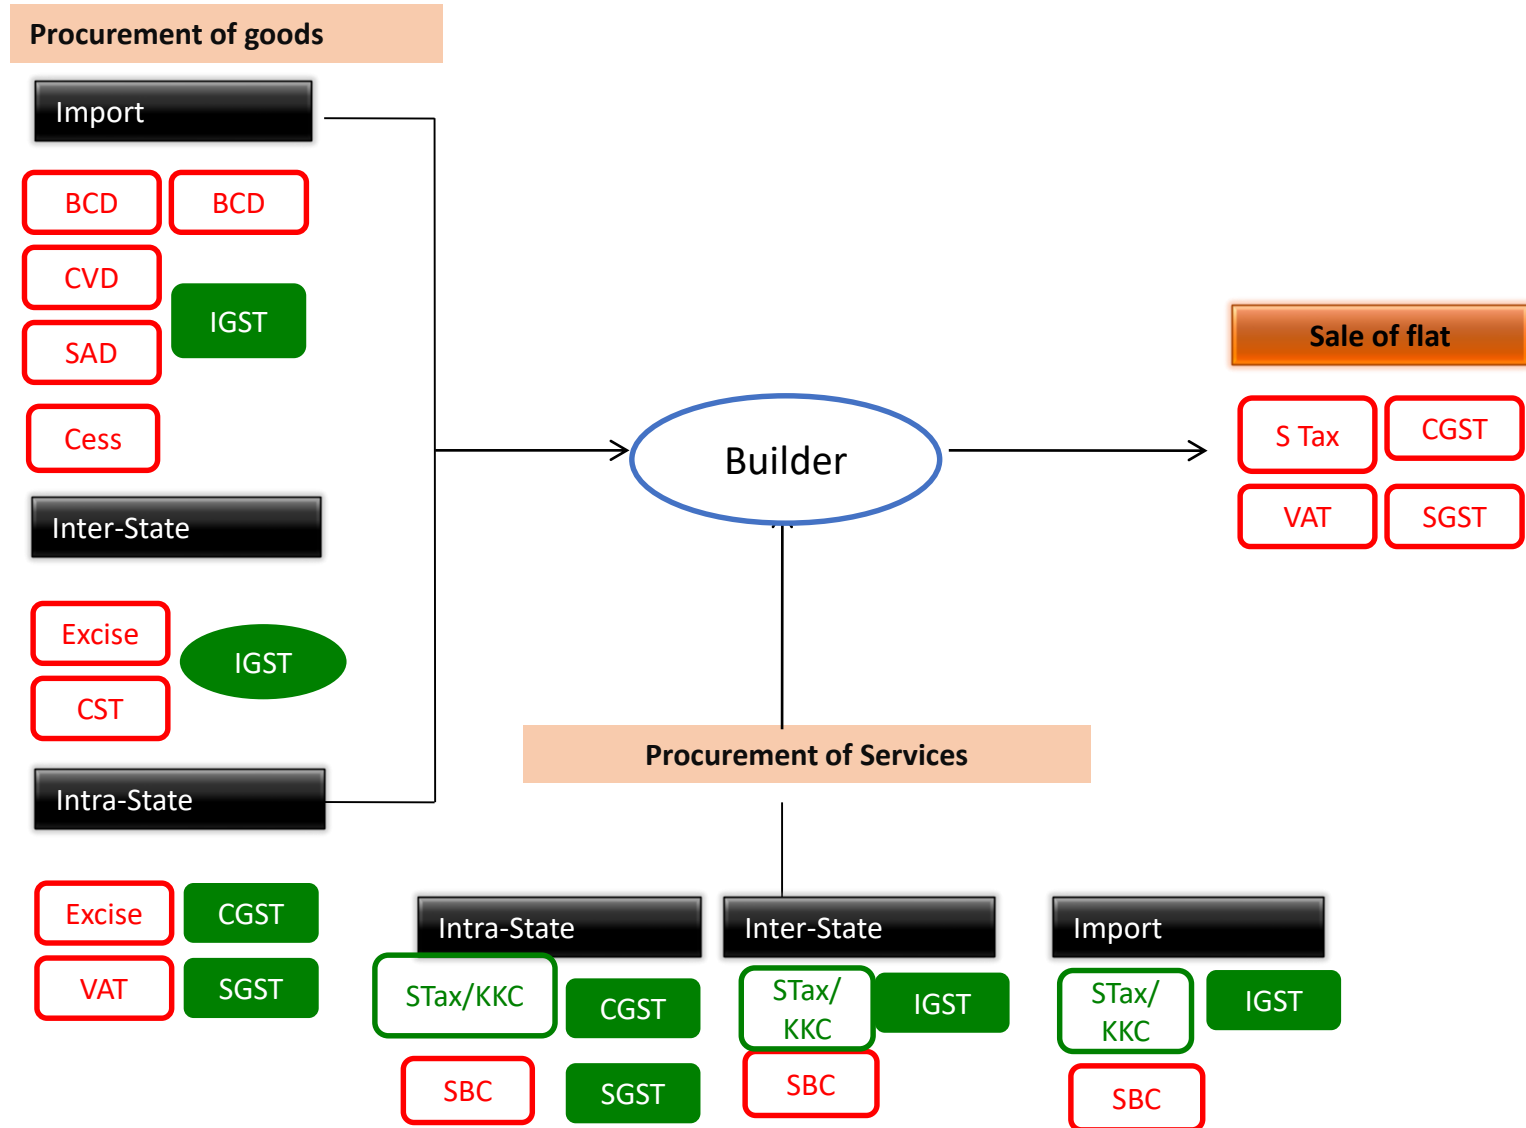 Procurement of goods
Import
BCD
BCD
CVD
IGST
SAD
Cess
Inter-State
Excise
IGST
CST
Intra-State
Excise
CGST
VAT
SGST
Builder
Sale of flat
S Tax
CGST
VAT
SGST
Procurement of Services
Intra-State
STax/KKC
CGST
SBC
SGST
Inter-State
STax/
KKC
IGST
SBC
Import
STax/
KKC
IGST
SBC